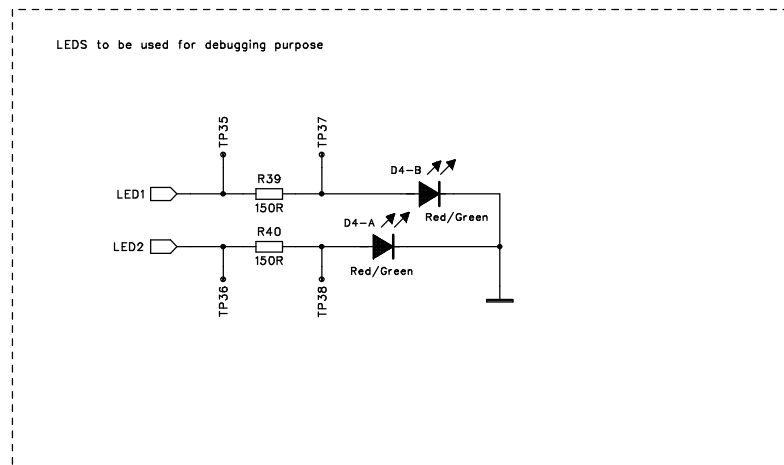 LEDS to be used for debugging purpose
TP35
TP37
R39
D4-B
LED1
150R
Red/Green
D4-A
R40
LED2
150R
Red/Green
TP36
TP38